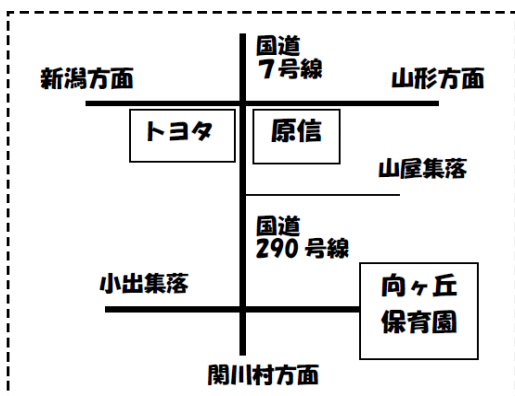 国道
7号線
新潟方面
山形方面
トヨタ
原信
山屋集落
国道
290号線
小出集落
向ヶ丘
保育園
関川村方面